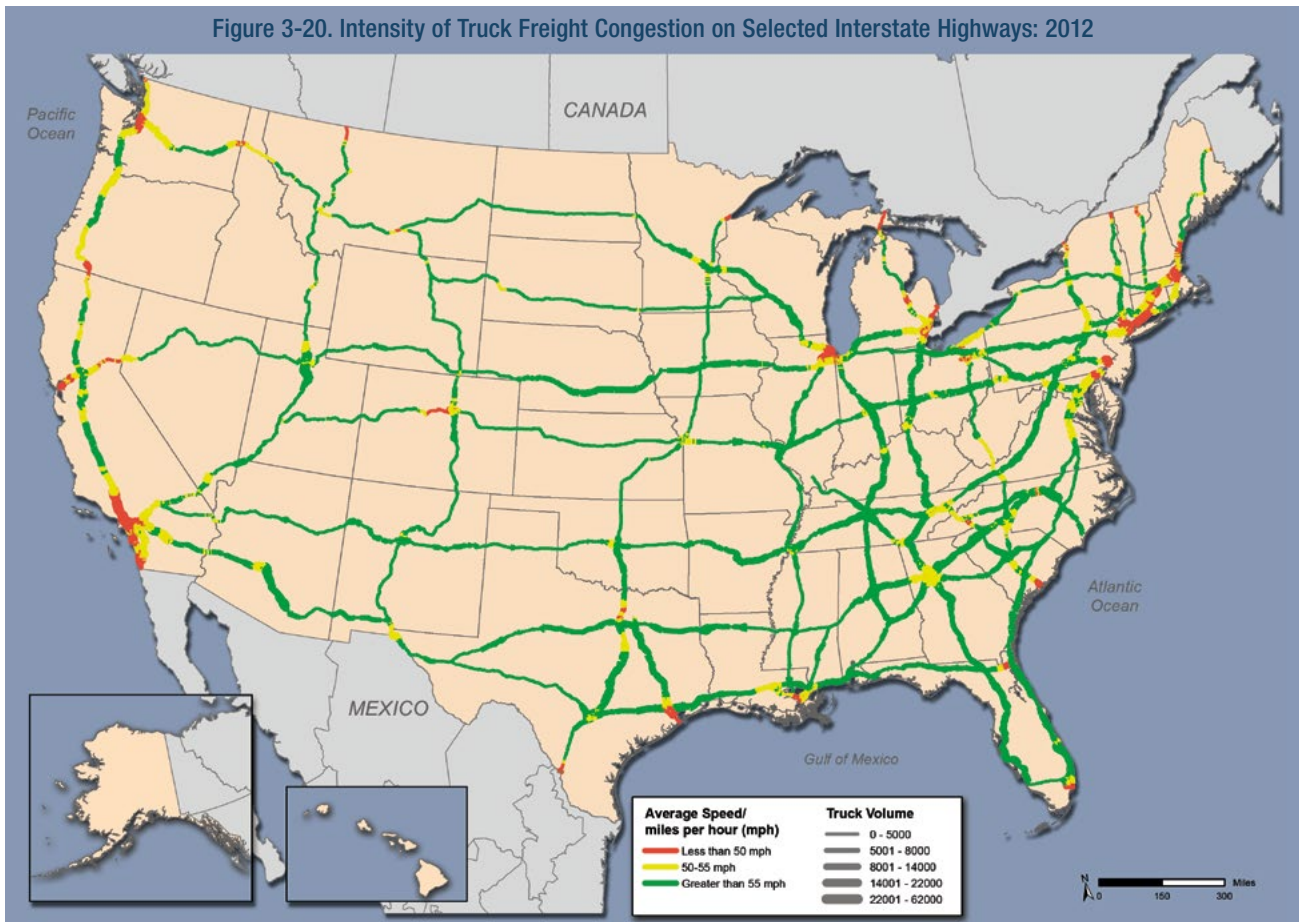 Figure 3-20. Intensity of Truck Freight Congestion on Selected Interstate Highways: 2012
Pacific
Ocean
CANADA
Atlantic
Ocean
MEXICO
Gulf of Mexico
Average Speed/
miles per hour (mph)
Less than 50 mph
50-55 mph
Greater than 55 mph
Truck Volume
0 - 5000
5001 - 8000
8001 - 14000
14001 - 22000
22001 - 62000
N
Miles
0 150 300